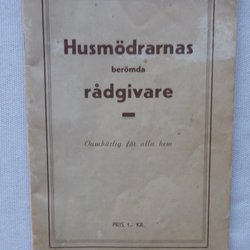 Husmödrarnas
berömda
rådgivare
Oumbärlig för alla hem
PRIS 1:- KR.